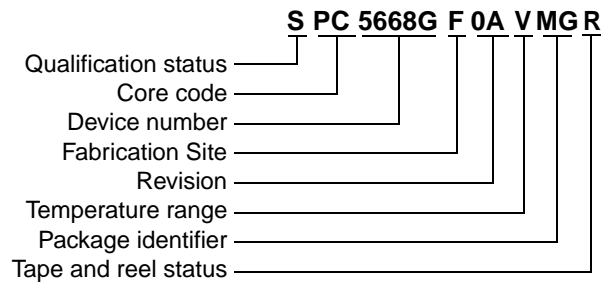 S PC 5668G F 0A V MG R
Qualification status
Core code
Device number
Fabrication Site
Revision
Temperature range
Package identifier
Tape and reel status